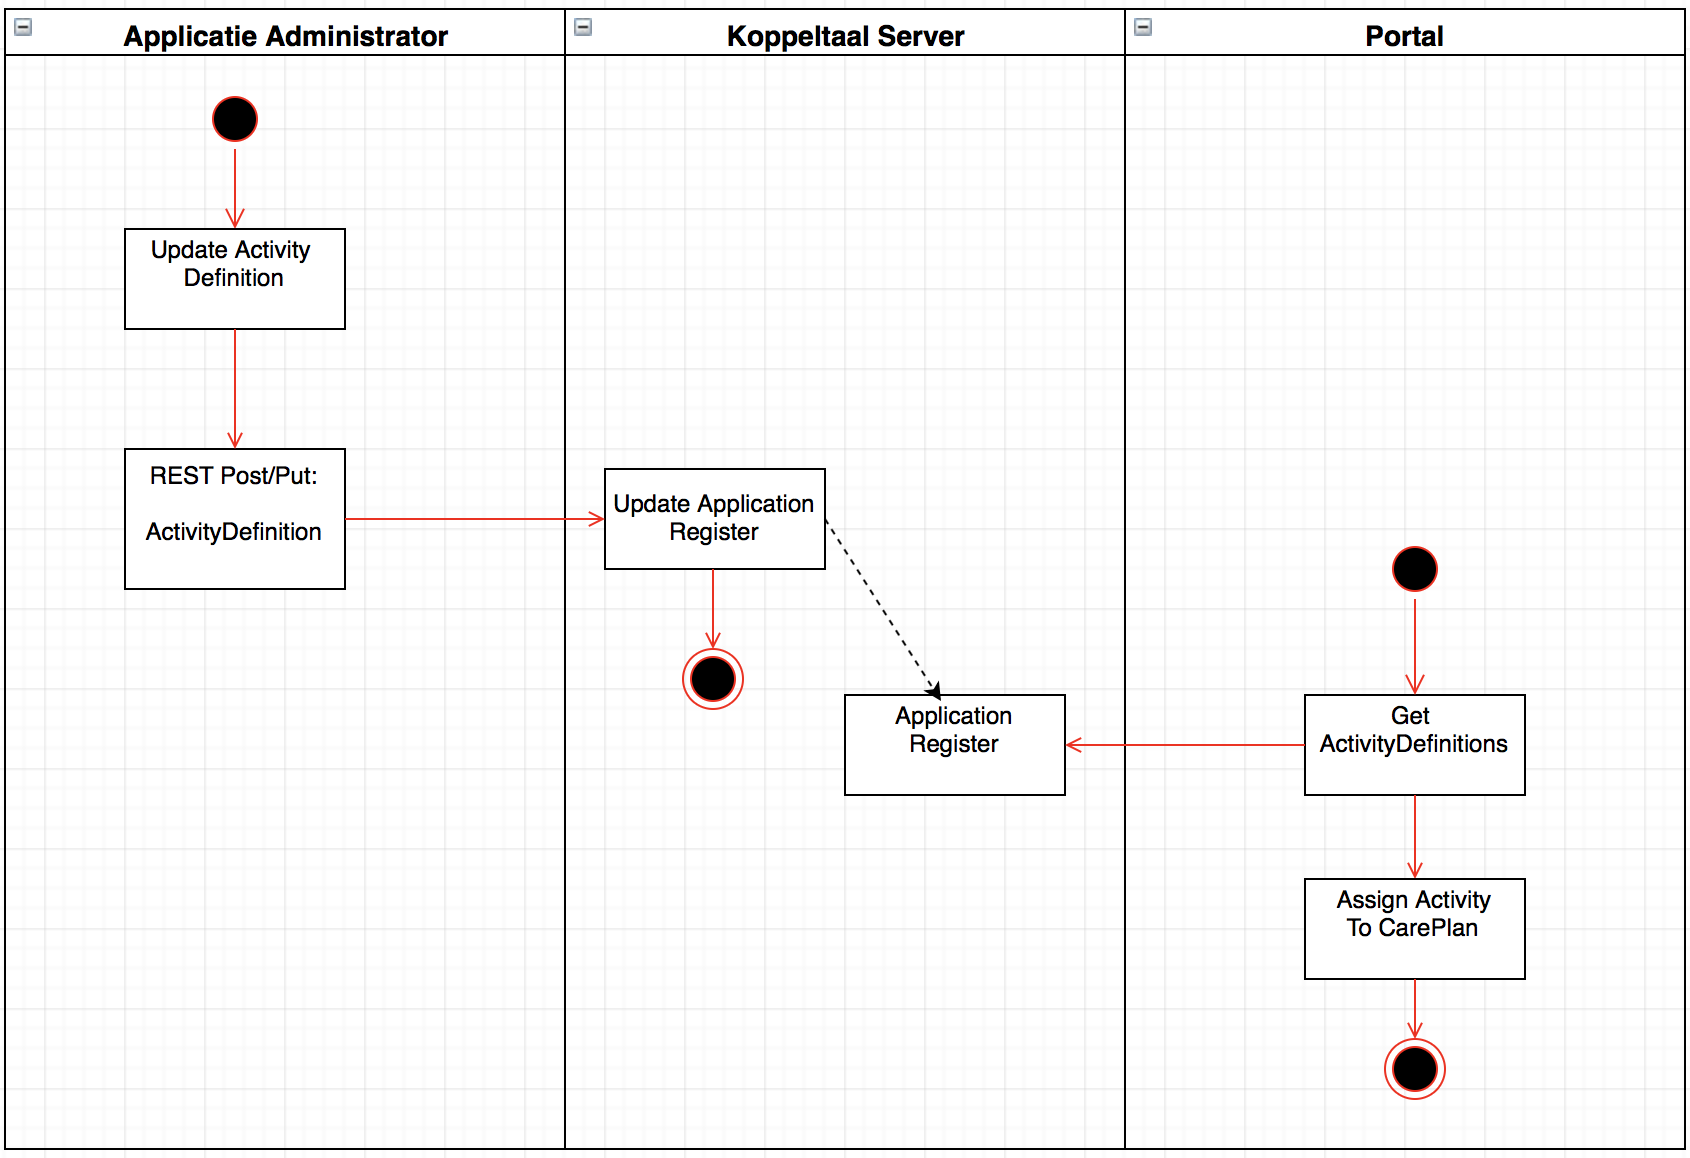 Applicatie Administrator
Koppeltaal Server
Portal
Update Activity
Definition
REST Post/Put:
ActivityDefinition
Update Application
Register
Application
Register
Get
ActivityDefinitions
Assign Activity
To CarePlan